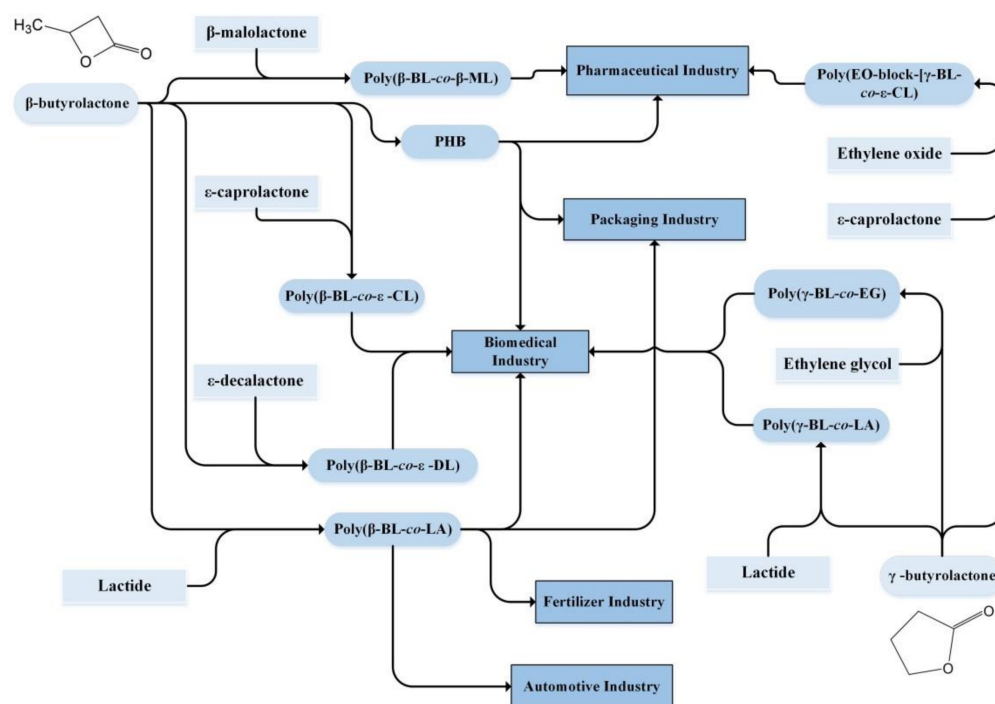 H₃C
O
O
β-malolactone
β-butyrolactone
Poly(β-BL-co-β-ML)
Pharmaceutical Industry
Poly(EO-block-[γ-BL-
co-ε-CL)
PHB
Ethylene oxide
ε-caprolactone
Packaging Industry
ε-caprolactone
Poly(β-BL-co-ε -CL)
Poly(γ-BL-co-EG)
Biomedical
Industry
Ethylene glycol
ε-decalactone
Poly(γ-BL-co-LA)
Poly(β-BL-co-ε -DL)
Poly(β-BL-co-LA)
Lactide
Lactide
γ -butyrolactone
Fertilizer Industry
O
O
Automotive Industry